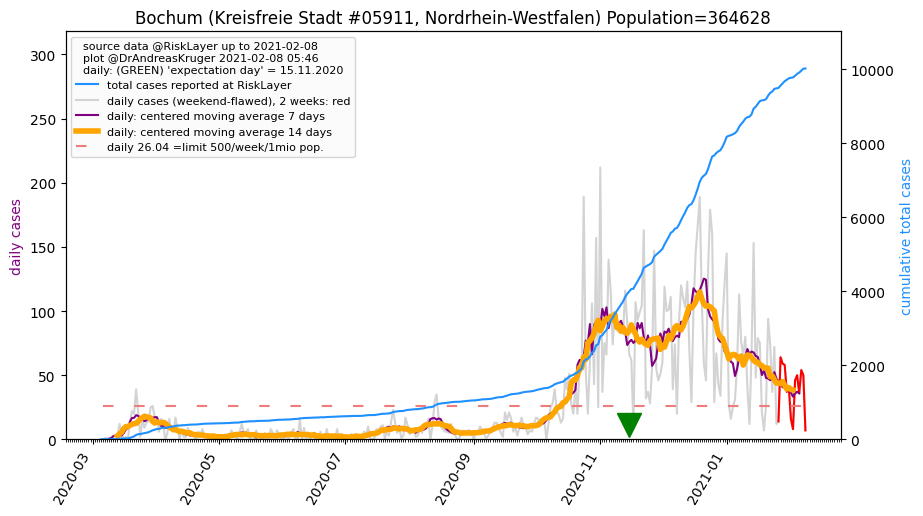 Bochum (Kreisfreie Stadt #05911, Nordrhein-Westfalen) Population=364628
source data @RiskLayer up to 2021-02-08
plot @DrAndreasKruger 2021-02-08 05:46
daily: (GREEN) 'expectation day' = 15.11.2020
total cases reported at RiskLayer
daily cases (weekend-flawed), 2 weeks: red
daily: centered moving average 7 days
daily: centered moving average 14 days
daily 26.04 =limit 500/week/1mio pop.
daily cases
300
250
200
150
100
50
0
cumulative total cases
10000
8000
6000
4000
2000
0
2020-03
2020-05
2020-07
2020-09
2020-11
2021-01